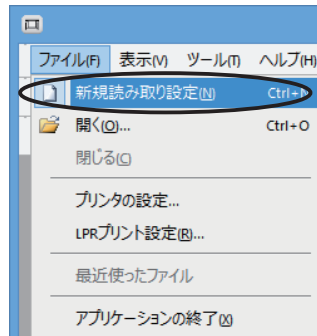 ファイル(F) 表示(V) ツール(T) ヘルプ(H)
新規読み取り設定(N) Ctrl+N
開く(O)... Ctrl+O
閉じる(C)
プリンタの設定...
LPRプリント設定(R)...
最近使ったファイル
アプリケーションの終了(X)